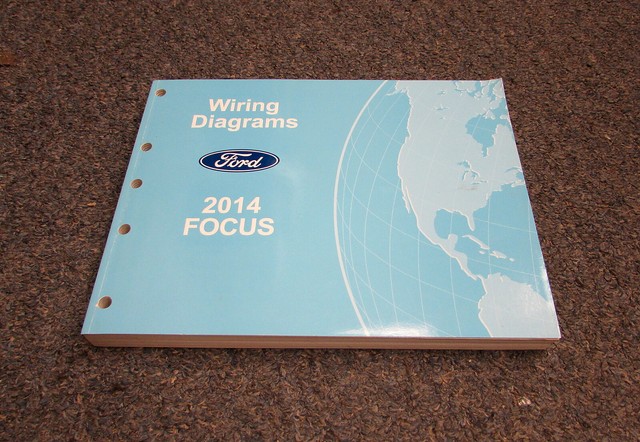 Wiring
Diagrams
Ford
2014
FOCUS